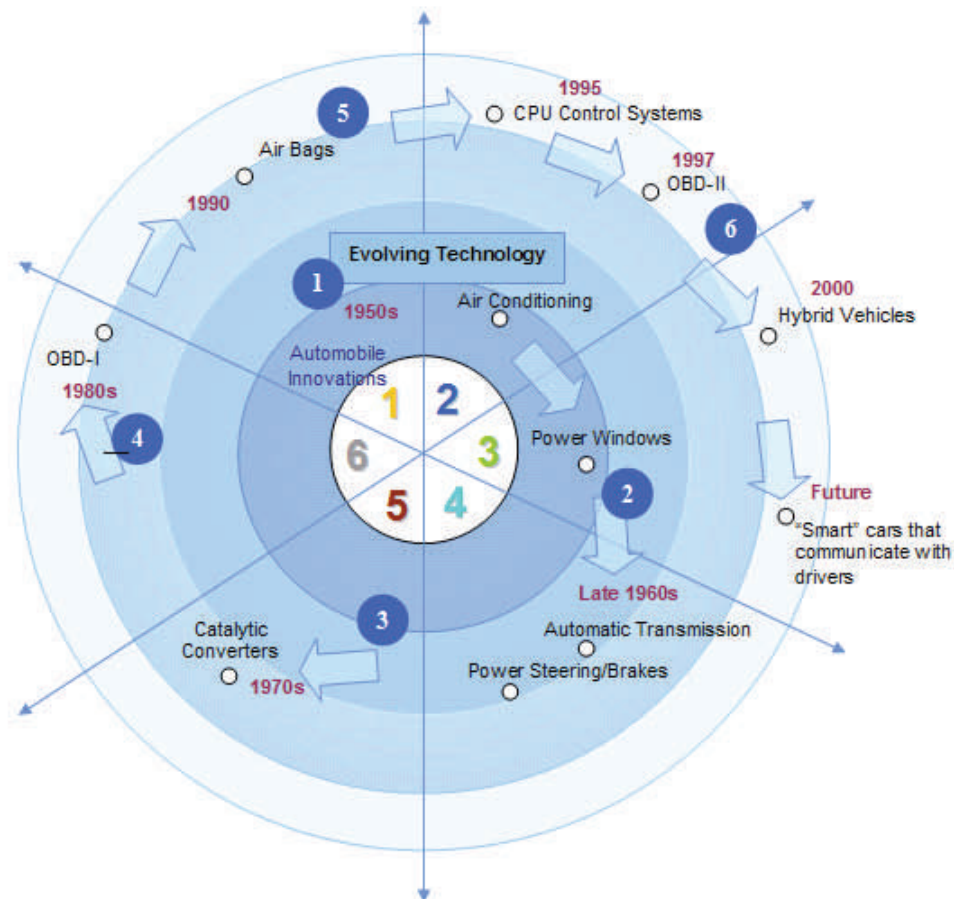 1995
CPU Control Systems
5
Air Bags
1997
OBD-II
1990
6
Evolving Technology
1
2000
Air Conditioning
1950s
Hybrid Vehicles
OBD-I
Automobile
Innovations
1980s
1
2
4
Power Windows
6
3
2
Future
5
4
"Smart" cars that
communicate with
drivers
Late 1960s
3
Catalytic
Converters
Automatic Transmission
Power Steering/Brakes
1970s